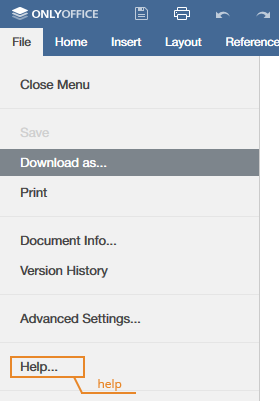 ONLYOFFICE
File Home Insert Layout Reference
Close Menu
Save
Download as...
Print
Document Info...
Version History
Advanced Settings...
Help...
help